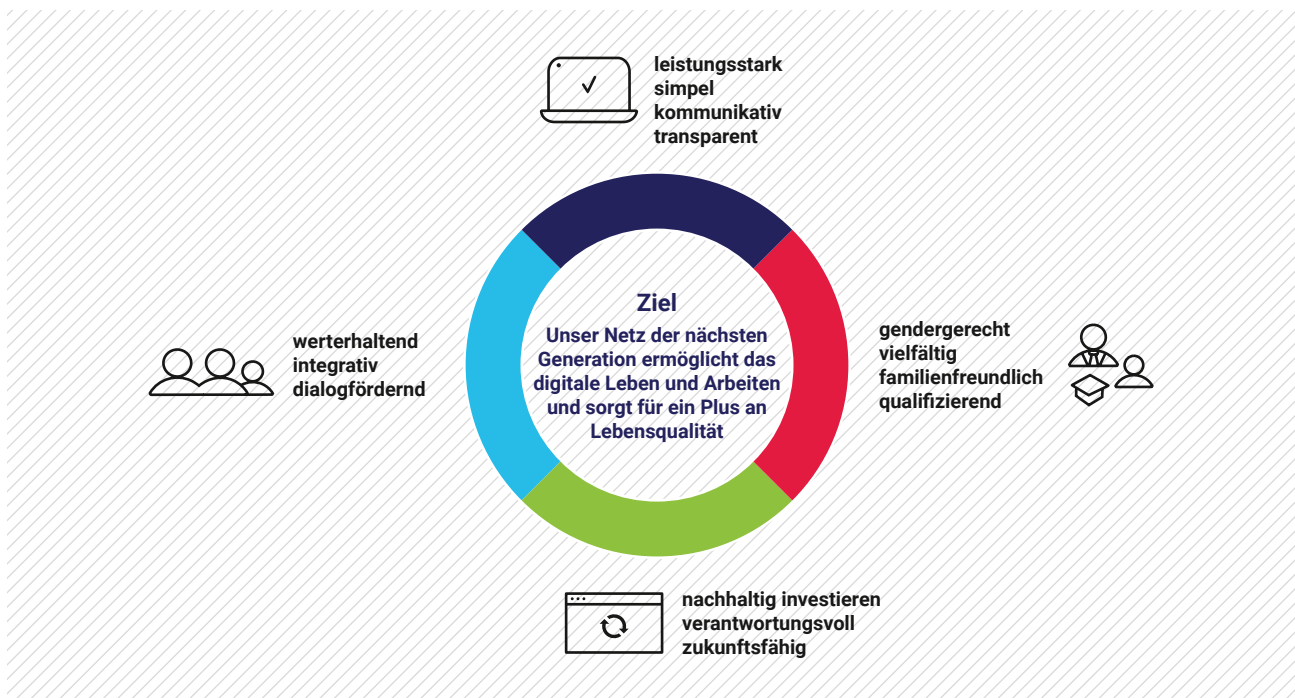 leistungsstark
simpel
kommunikativ
transparent
Ziel
Unser Netz der nächsten
Generation ermöglicht das
digitale Leben und Arbeiten
und sorgt für ein Plus an
Lebensqualität
werterhaltend
integrativ
dialogfördernd
gendergerecht
vielfältig
familienfreundlich
qualifizierend
nachhaltig investieren
verantwortungsvoll
zukunftsfähig